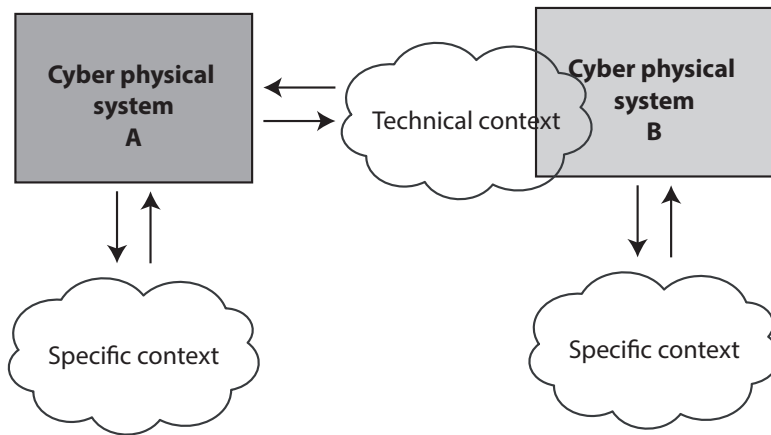 Cyber physical
system
A
Technical context
Cyber physical
system
B
Specific context
Specific context